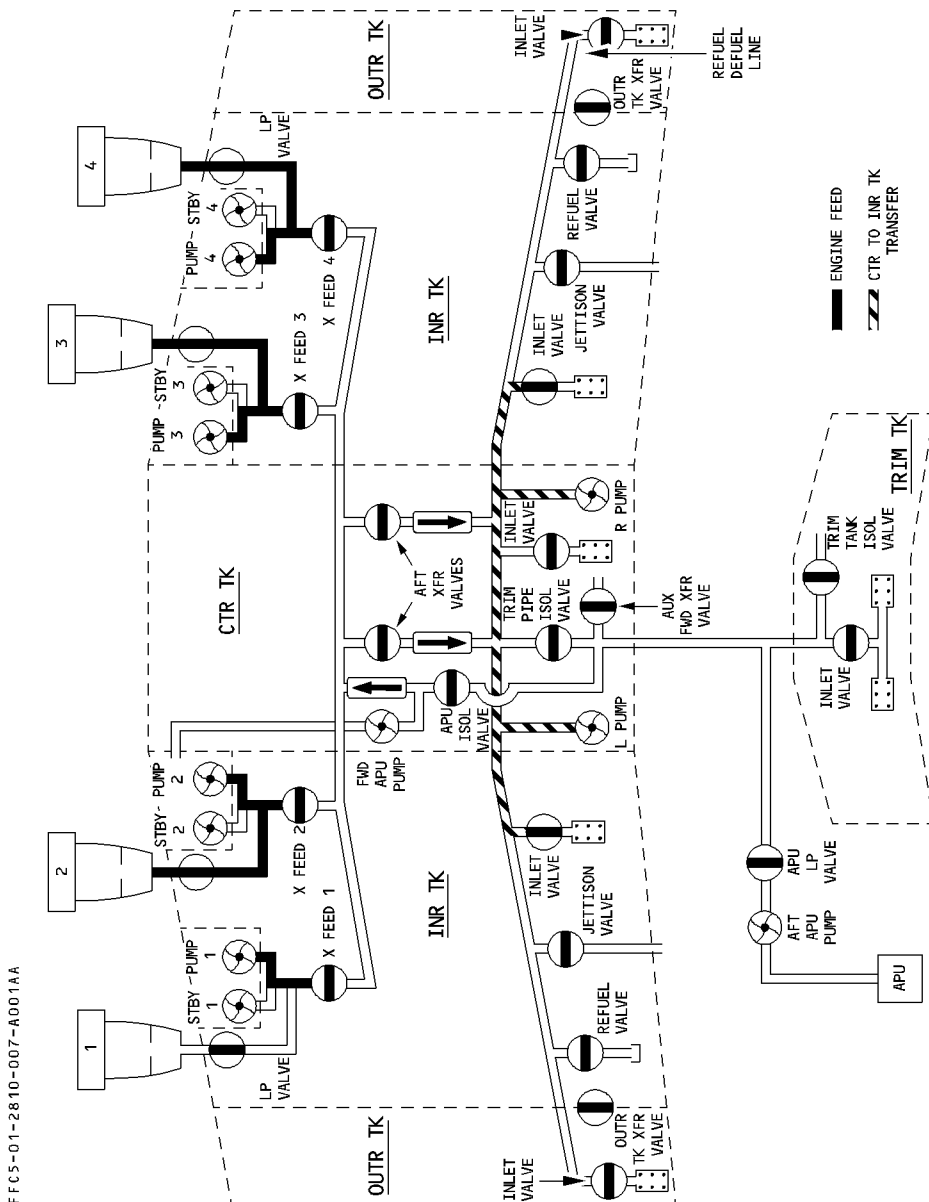 FFC5-01-2810-007-A001AA
1
2
3
4
STBY
1
PUMP
1
STBY
2
PUMP
2
PUMP
3
STBY
3
PUMP
4
STBY
4
LP
VALVE
LP
VALVE
X FEED 1
X FEED 2
X FEED 3
X FEED 4
OUTR TK
INR TK
CTR TK
INR TK
OUTR TK
FWD
APU
PUMP
APU
ISOL
VALVE
AFT
XFR
VALVES
TRIM
PIPE
ISOL
VALVE
INLET
VALVE
L PUMP
R PUMP
AUX
FWD XFR
VALVE
INLET
VALVE
JETTISON
VALVE
REFUEL
VALVE
OUTR
TK XFR
VALVE
INLET
VALVE
INLET
VALVE
JETTISON
VALVE
REFUEL
VALVE
OUTR
TK XFR
VALVE
INLET
VALVE
REFUEL
DEFUEL
LINE
APU
AFT
APU
PUMP
APU
LP
VALVE
INLET
VALVE
TRIM
TANK
ISOL
VALVE
TRIM TK
ENGINE FEED
CTR TO INR TK
TRANSFER